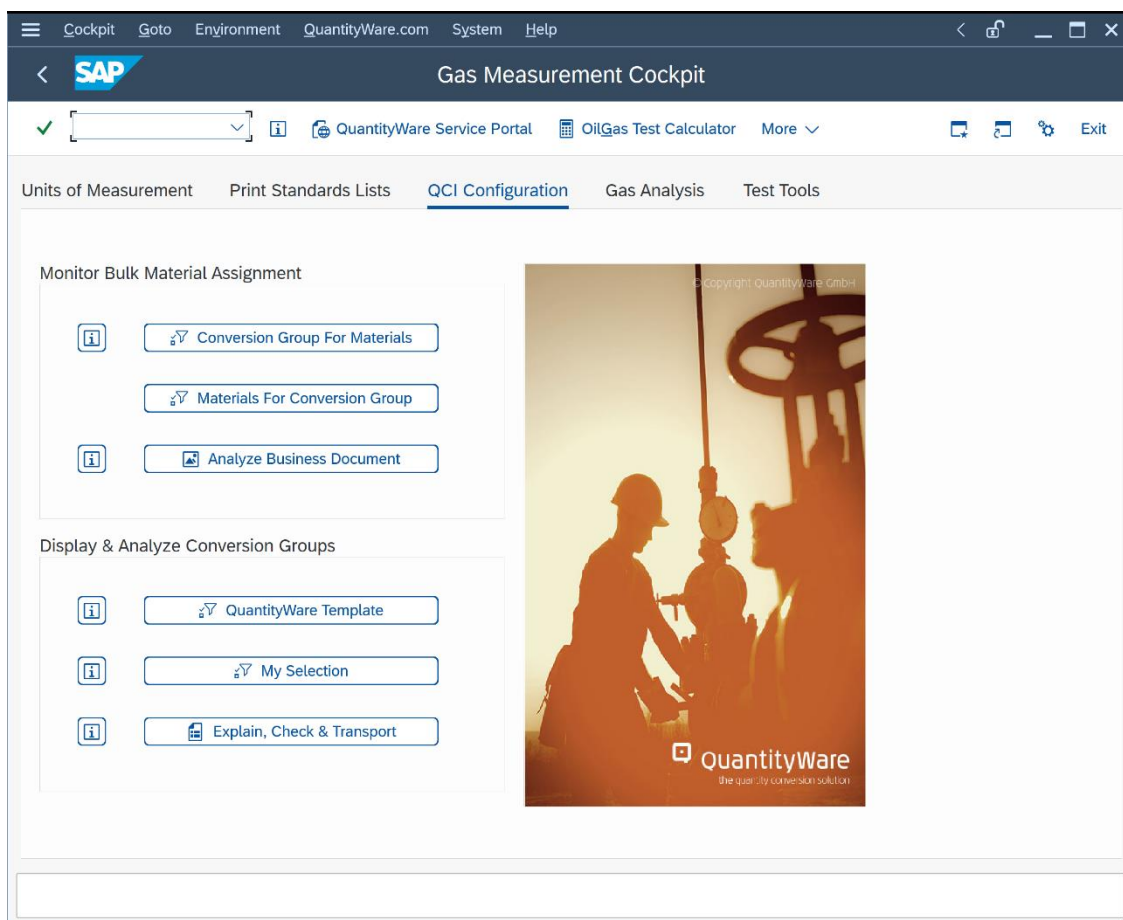 Cockpit Goto Environment QuantityWare.com System Help
SAP Gas Measurement Cockpit
QuantityWare Service Portal OilGas Test Calculator More Exit
Units of Measurement Print Standards Lists QCI Configuration Gas Analysis Test Tools
Monitor Bulk Material Assignment
Conversion Group For Materials
Materials For Conversion Group
Analyze Business Document
Display & Analyze Conversion Groups
QuantityWare Template
My Selection
Explain, Check & Transport
© Copyright QuantityWare GmbH
QuantityWare
the quantity conversion solution